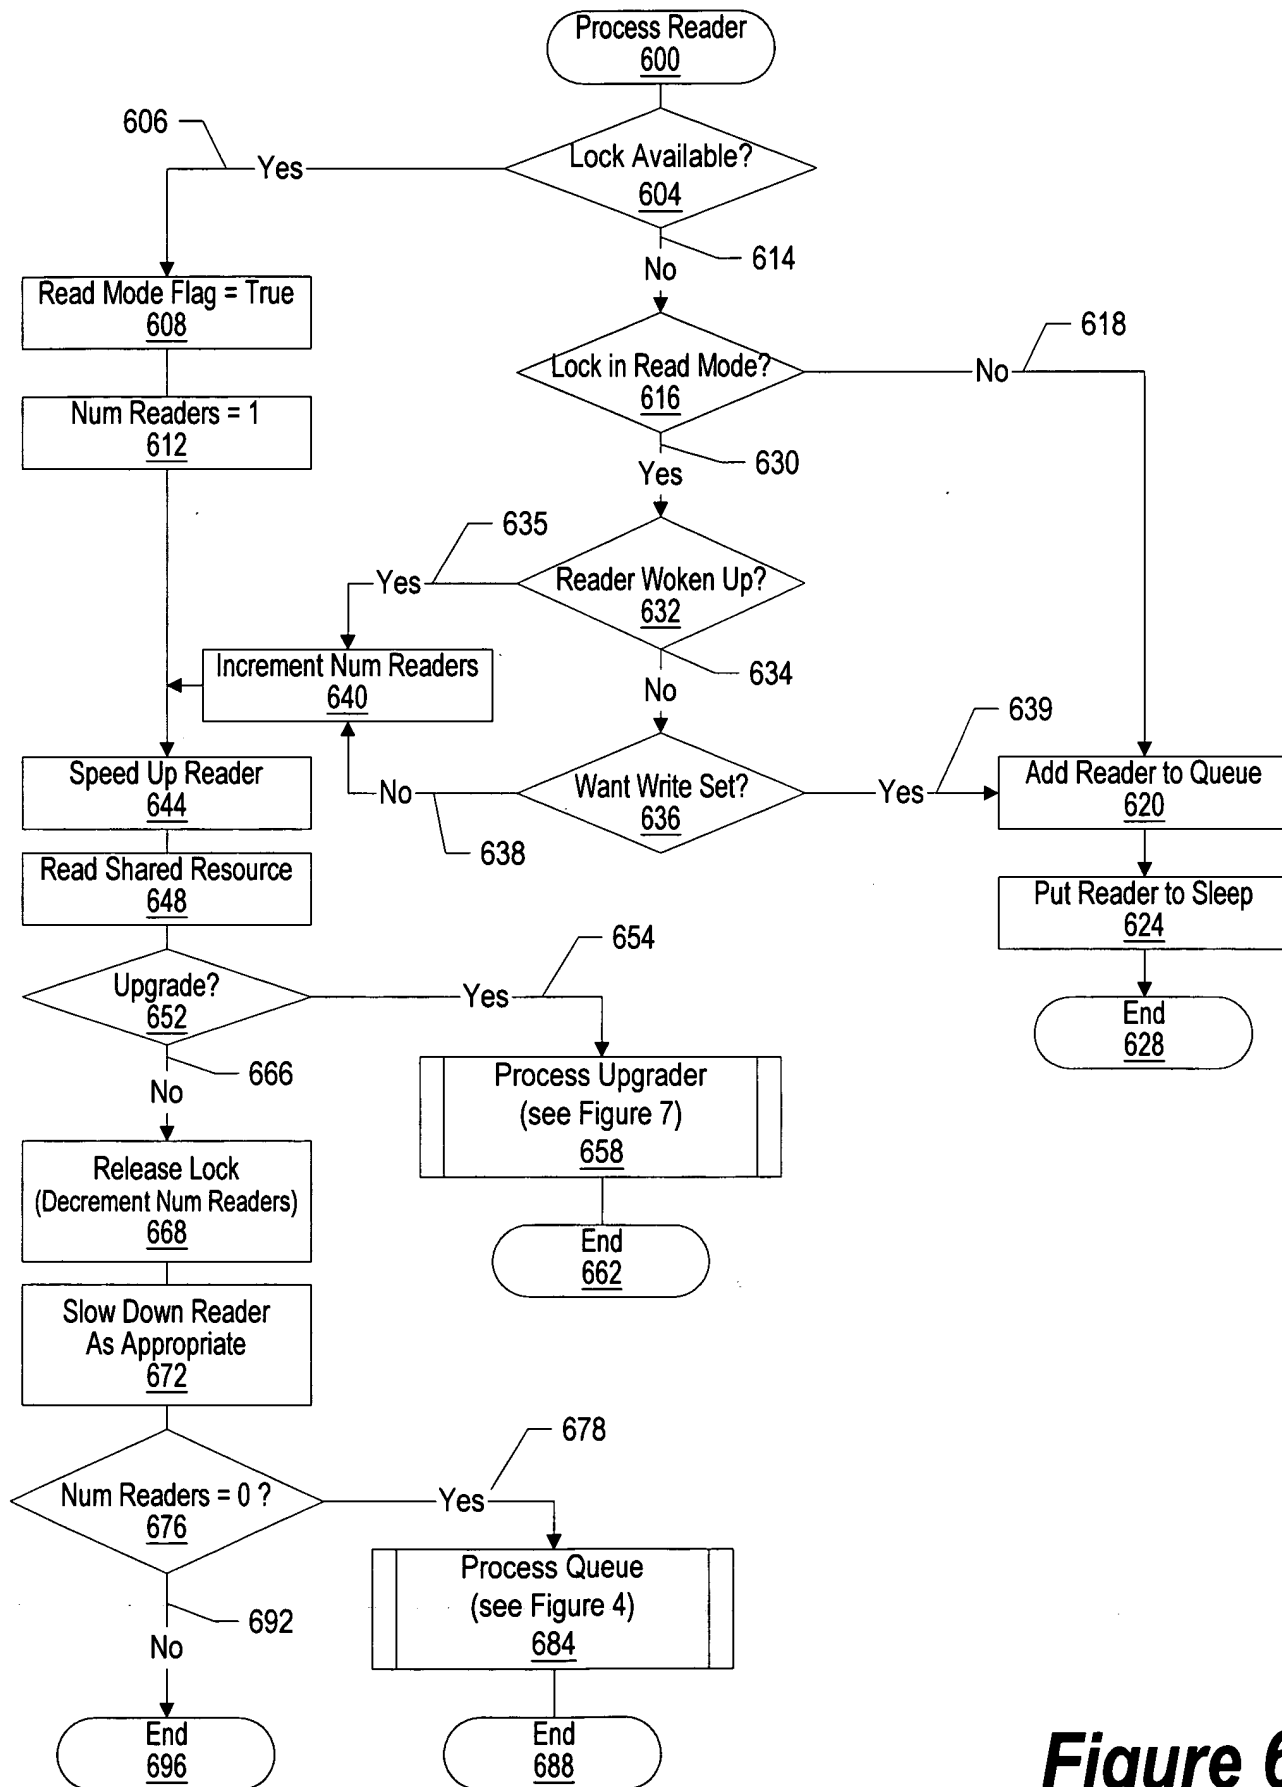 Process Reader
600
606
Yes
Lock Available?
604
614
No
Read Mode Flag = True
608
618
Lock in Read Mode?
616
No
Num Readers = 1
612
630
Yes
635
Yes
Reader Woken Up?
632
634
No
Increment Num Readers
640
639
Speed Up Reader
644
No
Want Write Set?
636
Yes
Add Reader to Queue
620
638
Read Shared Resource
648
Put Reader to Sleep
624
654
Upgrade?
652
Yes
End
628
666
No
Process Upgrader
(see Figure 7)
658
Release Lock
(Decrement Num Readers)
668
End
662
Slow Down Reader
As Appropriate
672
678
Num Readers = 0 ?
676
Yes
Process Queue
(see Figure 4)
684
692
No
End
696
End
688
Figure 6